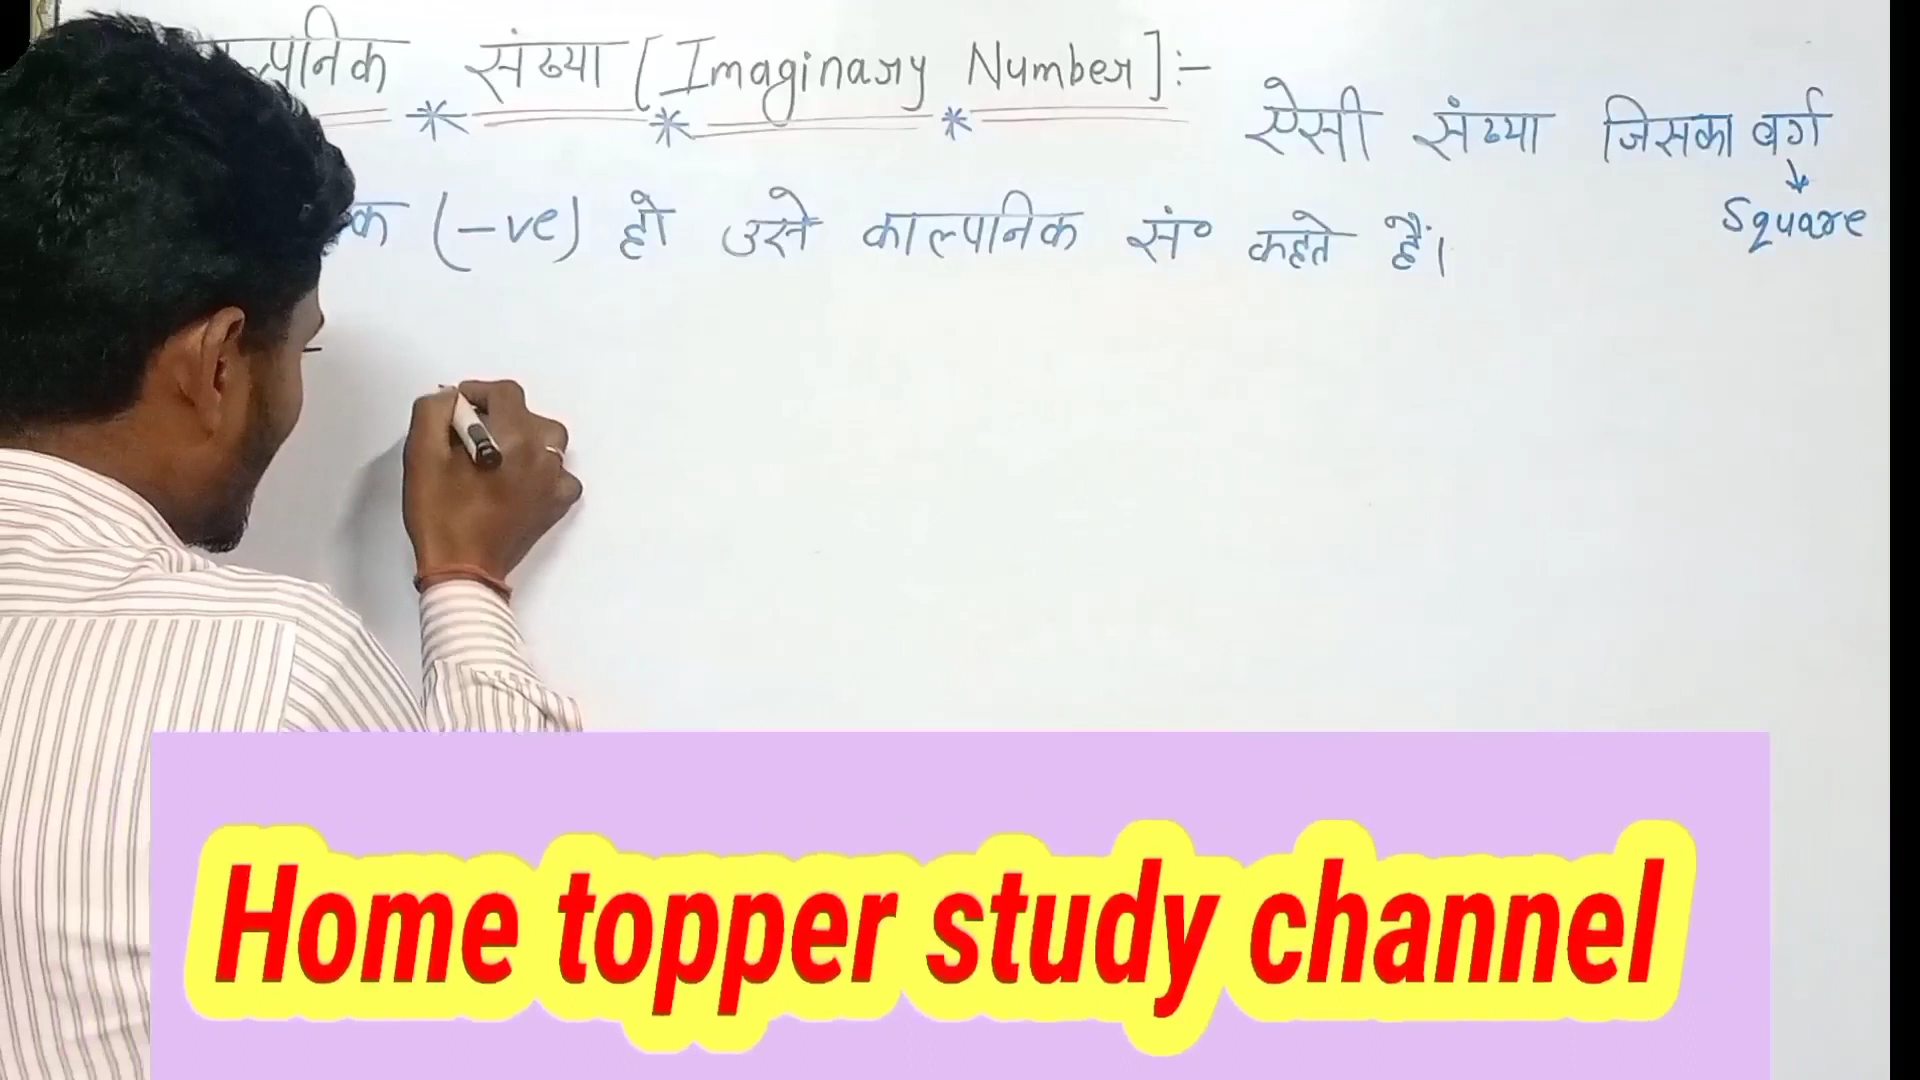 संख्या [Imaginary Number]:-
ऐसी संख्या जिसका वर्ग
Square
(-ve) हो उसे काल्पनिक सं॰ कहते हैं।
Home topper study channel